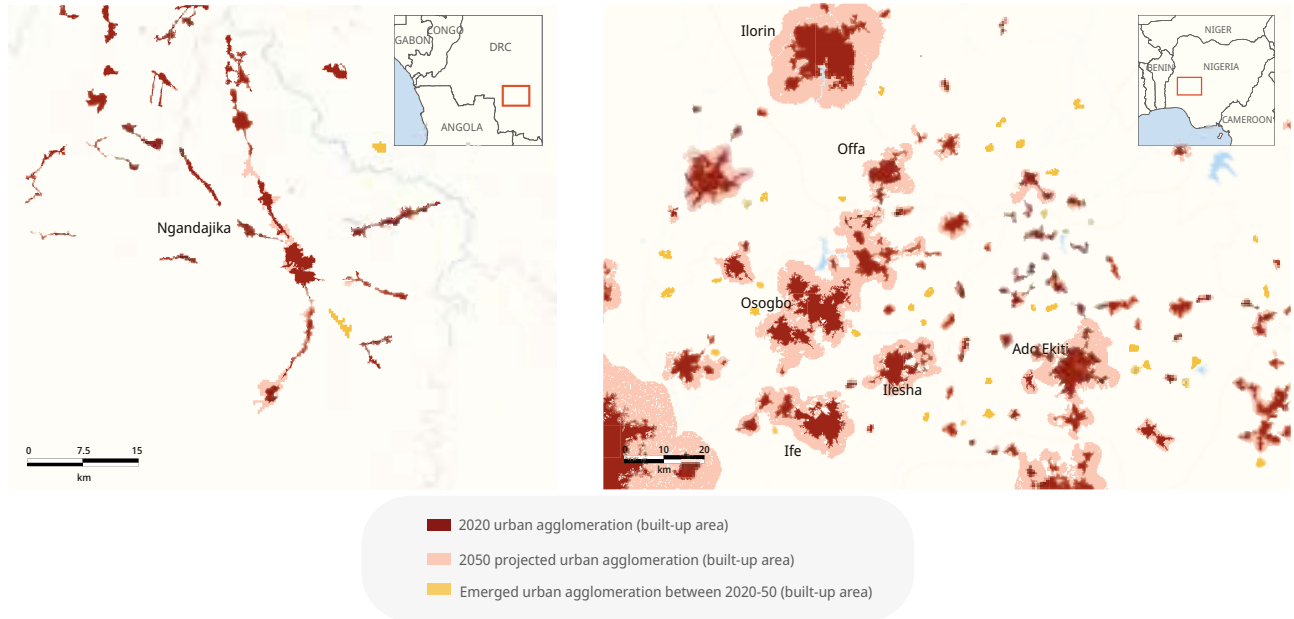 GABON
CONGO
DRC
ANGOLA
Ngandajika
0 7.5 15
km
NIGER
BENIN
NIGERIA
CAMEROON
Ilorin
Offa
Osogbo
Ado Ekiti
Ilesha
Ife
0 10 20
km
2020 urban agglomeration (built-up area)
2050 projected urban agglomeration (built-up area)
Emerged urban agglomeration between 2020-50 (built-up area)